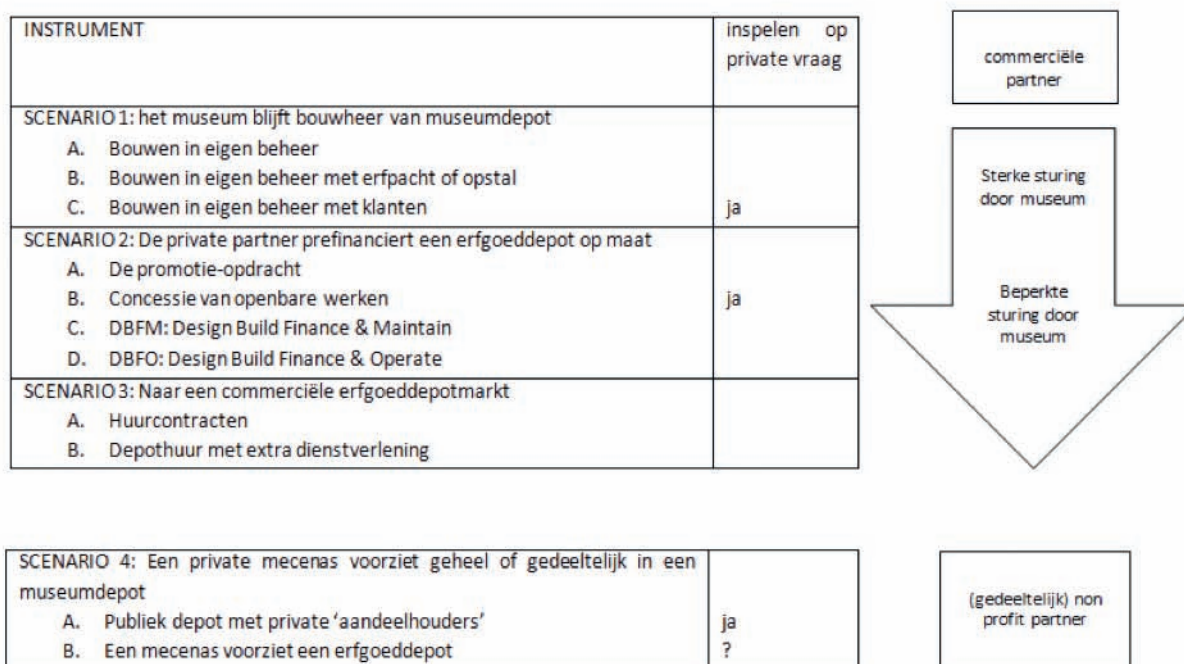 INSTRUMENT
inspelen op
private vraag
SCENARIO 1: het museum blijft bouwheer van museumdepot
A. Bouwen in eigen beheer
B. Bouwen in eigen beheer met erfpacht of opstal
C. Bouwen in eigen beheer met klanten
ja
SCENARIO 2: De private partner prefinanciert een erfgoeddepot op maat
A. De promotie-opdracht
B. Concessie van openbare werken
ja
C. DBFM: Design Build Finance & Maintain
D. DBFO: Design Build Finance & Operate
SCENARIO 3: Naar een commerciële erfgoeddepotmarkt
A. Huurcontracten
B. Depothuur met extra dienstverlening
commerciële
partner
Sterke sturing
door museum
Beperkte
sturing door
museum
SCENARIO 4: Een private mecenas voorziet geheel of gedeeltelijk in een
museumdepot
A. Publiek depot met private ‘aandeelhouders’
ja
B. Een mecenas voorziet een erfgoeddepot
?
(gedeeltelijk) non
profit partner